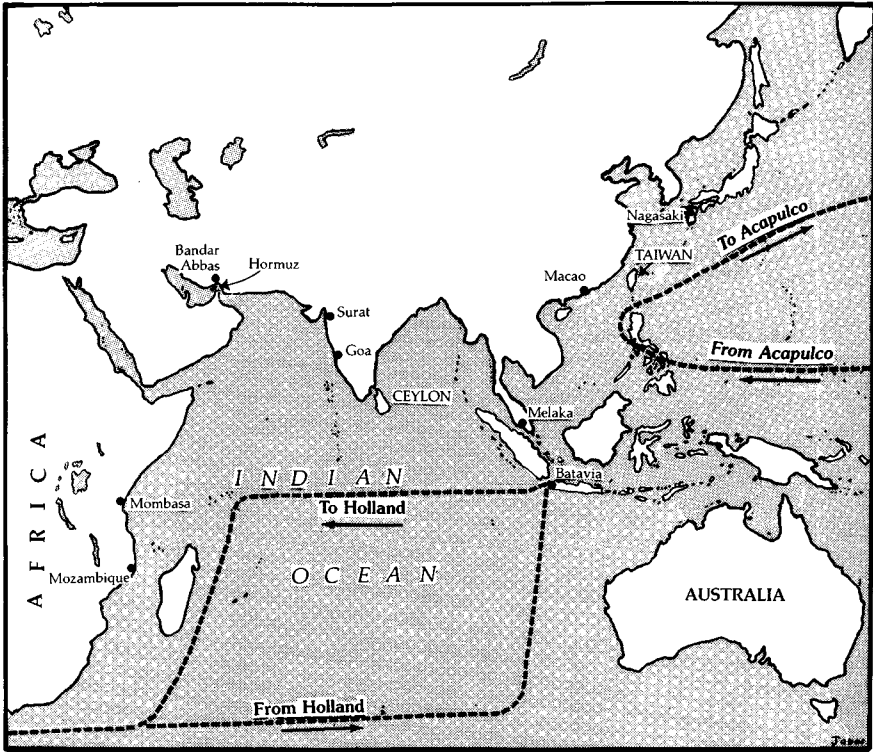 Nagasaki
To Acapulco
TAIWAN
Bandar
Abbas
Hormuz
Macao
Surat
Goa
From Acapulco
CEYLON
Melaka
AFRICA
INDIAN
Batavia
Mombasa
To Holland
OCEAN
Mozambique
AUSTRALIA
From Holland